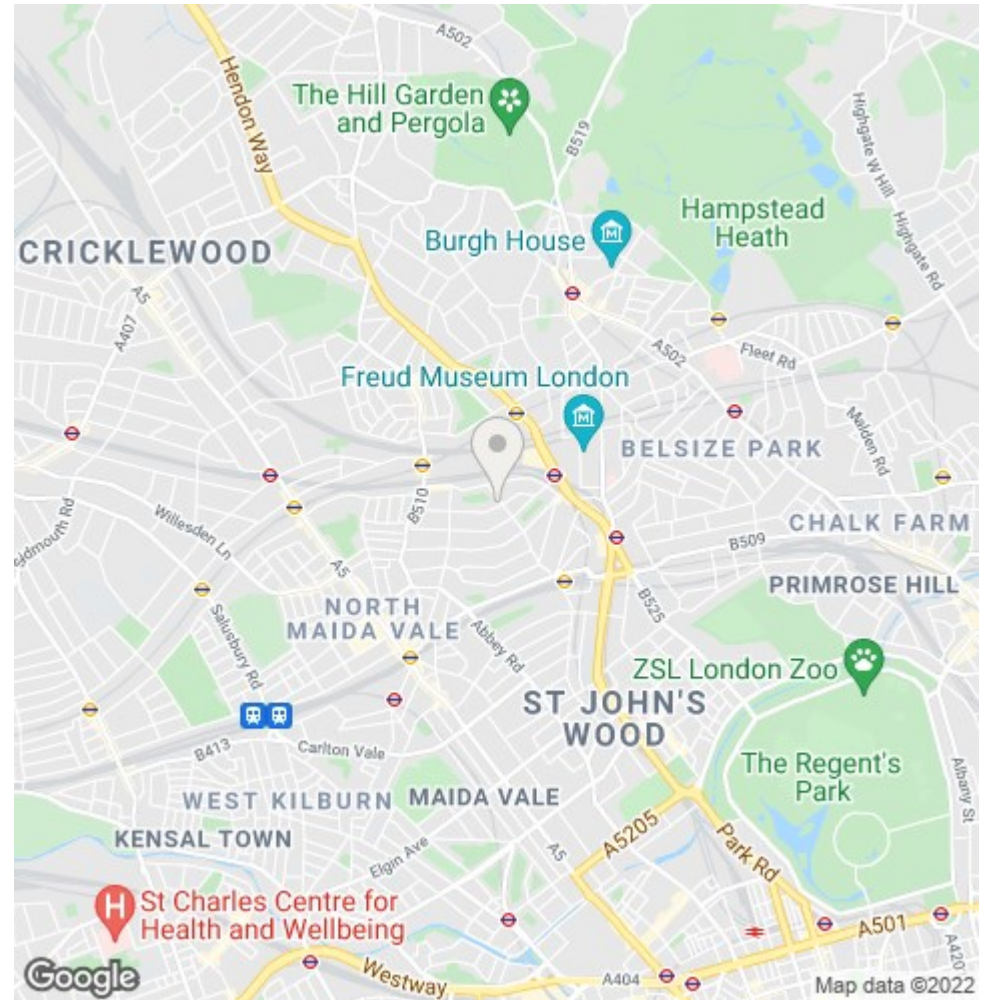 A502
Hendon Way
The Hill Garden
and Pergola
B519
Highgate W Hill
Highgate Rd
Hampstead
Heath
Burgh House
CRICKLEWOOD
A5
A407
A502
Fleet Rd
Freud Museum London
Malden Rd
BELSIZE PARK
B510
Willesden Ln
idmouth Rd
CHALK FARM
B509
A5
PRIMROSE HILL
NORTH
MAIDA VALE
B525
Salusbury Rd
Abbey Rd
ZSL London Zoo
ST JOHN'S
WOOD
B413
Carlton Vale
The Regent's
Park
Albany St
WEST KILBURN
MAIDA VALE
KENSAL TOWN
Elgin Ave
A5
A5205
Park Rd
H
St Charles Centre for
Health and Wellbeing
A501
A420
Westway
A404
Google
Map data ©2022